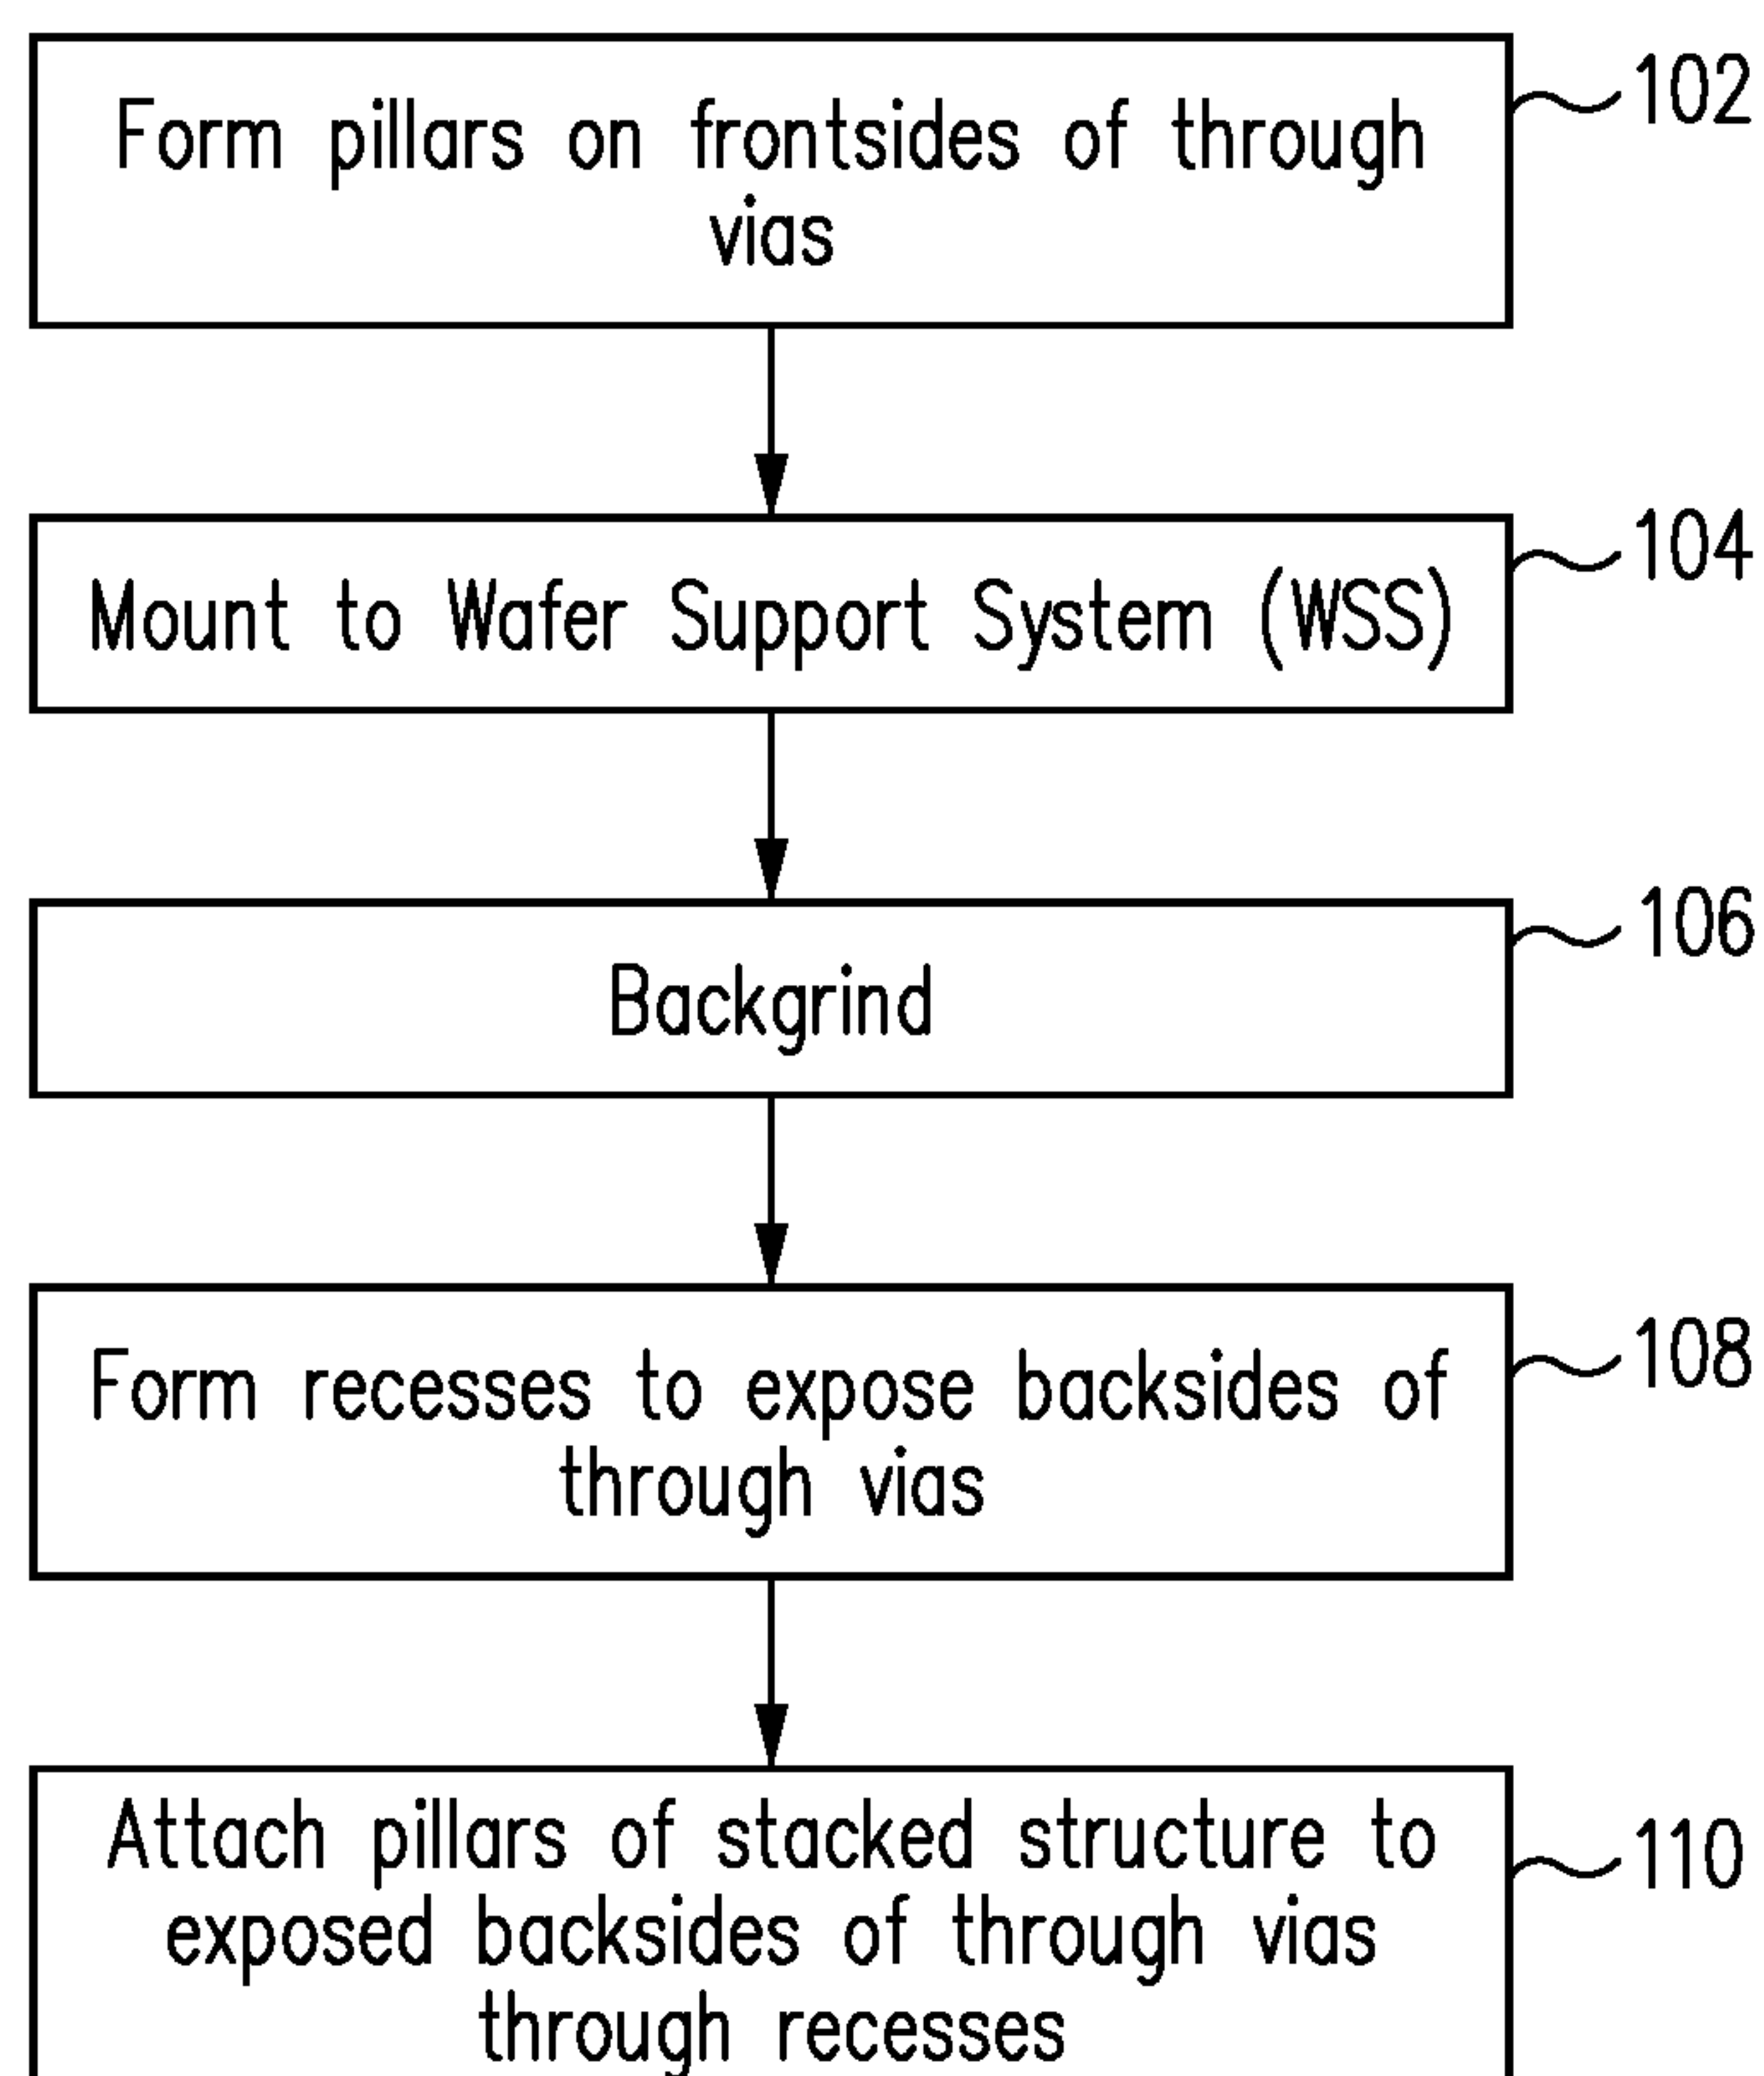 Form pillars on frontsides of through
vias
102
Mount to Wafer Support System (WSS)
104
Backgrind
106
Form recesses to expose backsides of
through vias
108
Attach pillars of stacked structure to
exposed backsides of through vias
through recesses
110